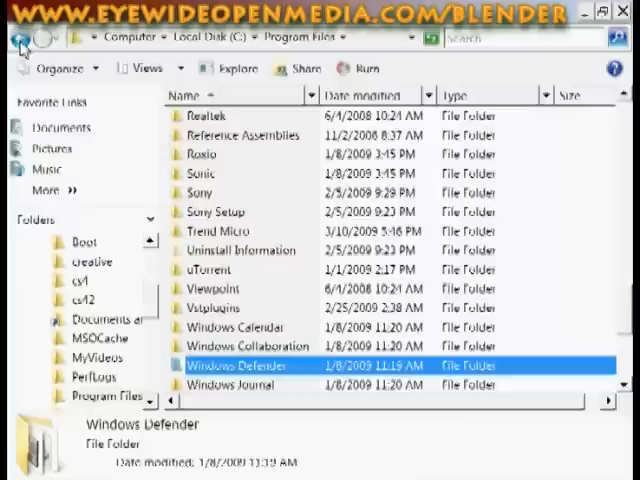 WWW.EYEWIDEOPENMEDIA.COM/BLENDER
Computer Local Disk (C:) Program Files Search
Organize Views Explore Share Burn
Favorite Links
Documents
Pictures
Music
More
Folders
Boot
creative
cs4
cs42
Documents ar
MSOCache
MyVideos
PerfLogs
Program Files
Name Date modified Type Size
Realtek 6/4/2008 10:24 AM File Folder
Reference Assemblies 11/2/2006 8:37 AM File Folder
Roxio 1/8/2009 3:45 PM File Folder
Sonic 1/8/2009 3:45 PM File Folder
Sony 2/5/2009 9:29 PM File Folder
Sony Setup 2/5/2009 9:23 PM File Folder
Trend Micro 3/10/2009 5:46 PM File Folder
Uninstall Information 2/5/2009 9:23 PM File Folder
uTorrent 1/1/2009 2:17 PM File Folder
Viewpoint 6/4/2008 10:24 AM File Folder
Vstplugins 2/25/2009 2:38 AM File Folder
Windows Calendar 1/8/2009 11:20 AM File Folder
Windows Collaboration 1/8/2009 11:20 AM File Folder
Windows Defender 1/8/2009 11:19 AM File Folder
Windows Journal 1/8/2009 11:20 AM File Folder
Windows Defender
File Folder
Date modified: 1/8/2009 11:19 AM